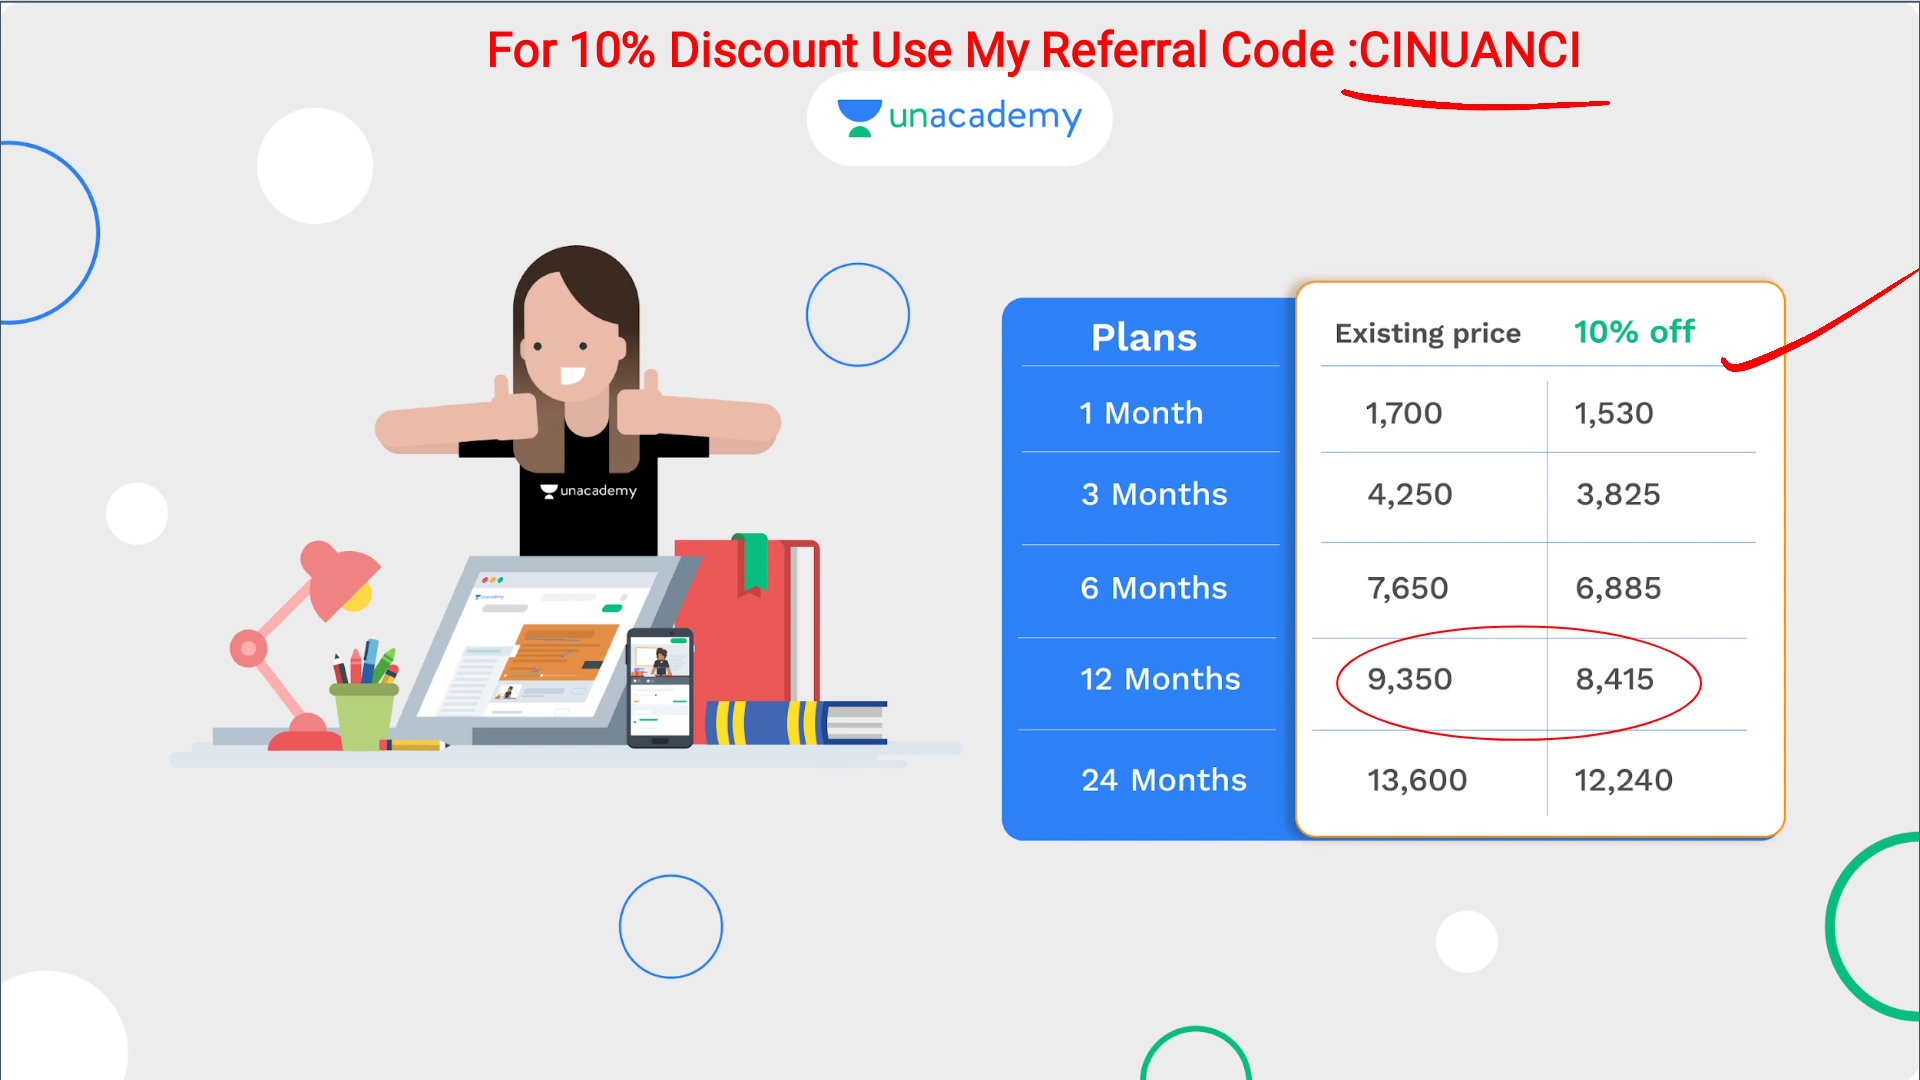 For 10% Discount Use My Referral Code :CINUANCI
unacademy
Plans Existing price 10% off
1 Month 1,700 1,530
3 Months 4,250 3,825
6 Months 7,650 6,885
12 Months 9,350 8,415
24 Months 13,600 12,240
unacademy
unacademy